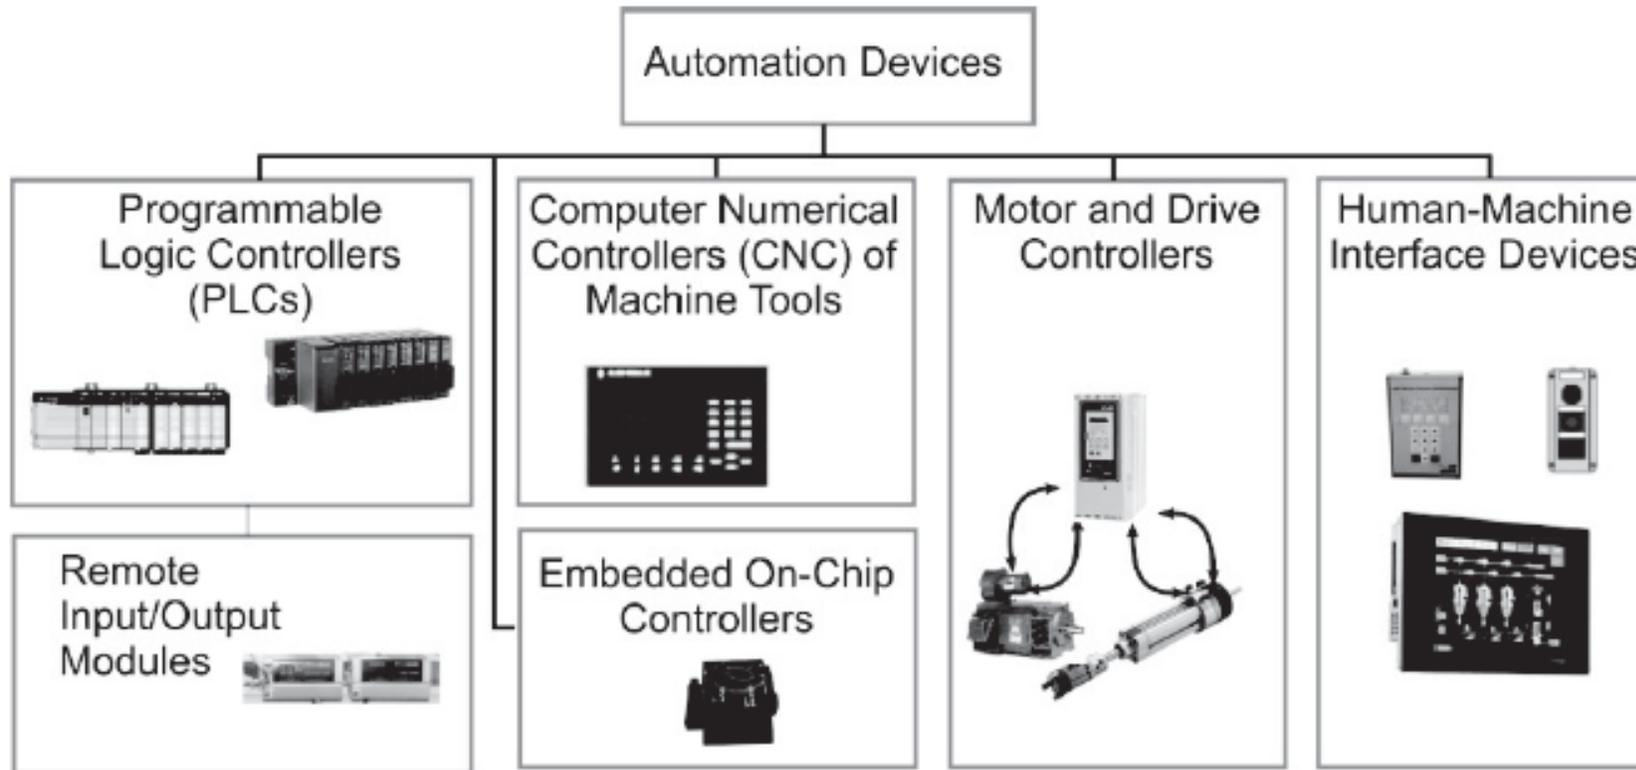 Automation Devices
Programmable
Logic Controllers
(PLCs)
Computer Numerical
Controllers (CNC) of
Machine Tools
Motor and Drive
Controllers
Human-Machine
Interface Devices
Remote
Input/Output
Modules
Embedded On-Chip
Controllers